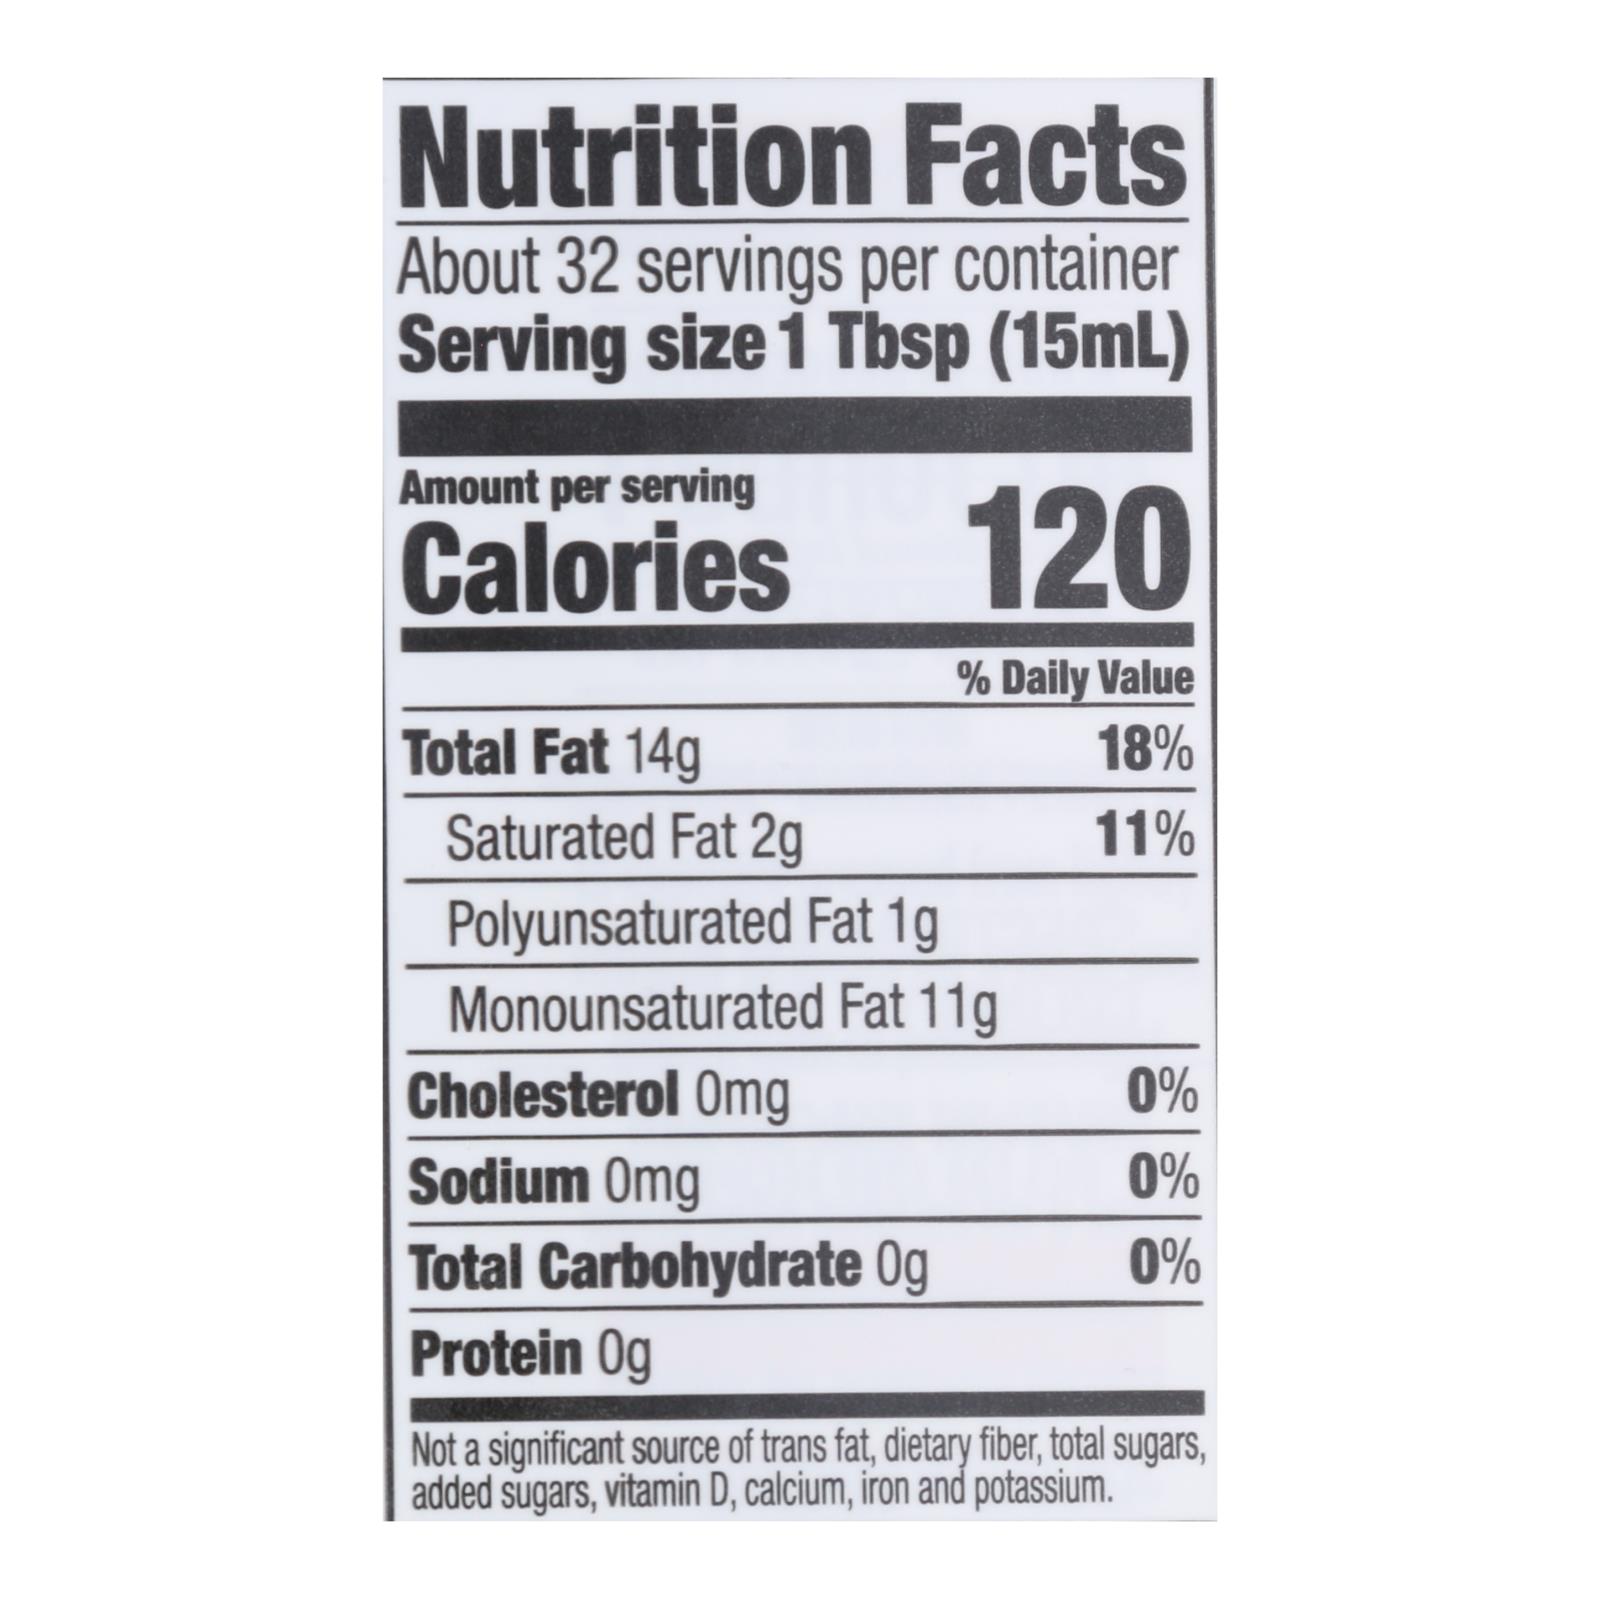 Nutrition Facts
About 32 servings per container
Serving size 1 Tbsp (15mL)
Amount per serving
Calories 120
% Daily Value
Total Fat 14g 18%
Saturated Fat 2g 11%
Polyunsaturated Fat 1g
Monounsaturated Fat 11g
Cholesterol 0mg 0%
Sodium 0mg 0%
Total Carbohydrate 0g 0%
Protein 0g
Not a significant source of trans fat, dietary fiber, total sugars,
added sugars, vitamin D, calcium, iron and potassium.